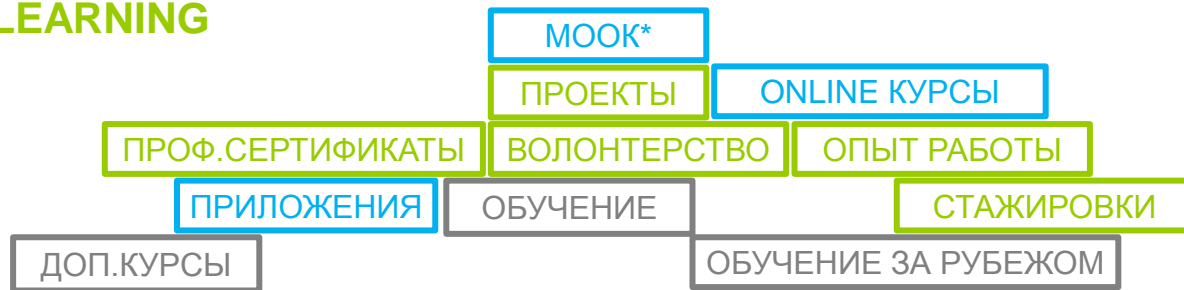 LEARNING
МООК*
ПРОЕКТЫ
ONLINE КУРСЫ
ПРОФ.СЕРТИФИКАТЫ
ВОЛОНТЕРСТВО
ОПЫТ РАБОТЫ
ПРИЛОЖЕНИЯ
ОБУЧЕНИЕ
СТАЖИРОВКИ
ДОП.КУРСЫ
ОБУЧЕНИЕ ЗА РУБЕЖОМ